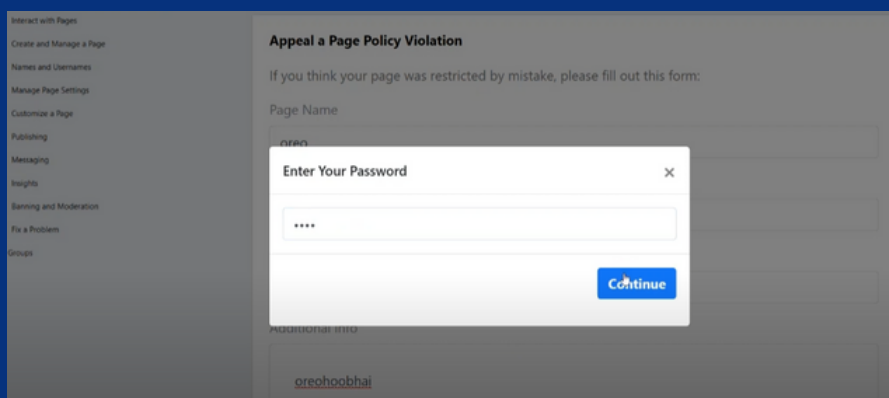 Interact with Pages
Create and Manage a Page
Names and Usernames
Manage Page Settings
Customize a Page
Publishing
Messaging
Insights
Banning and Moderation
Fix a Problem
Groups
Appeal a Page Policy Violation
If you think your page was restricted by mistake, please fill out this form:
Page Name
oreo
Enter Your Password
×
••••
Continue
Additional Info
oreohoobhai